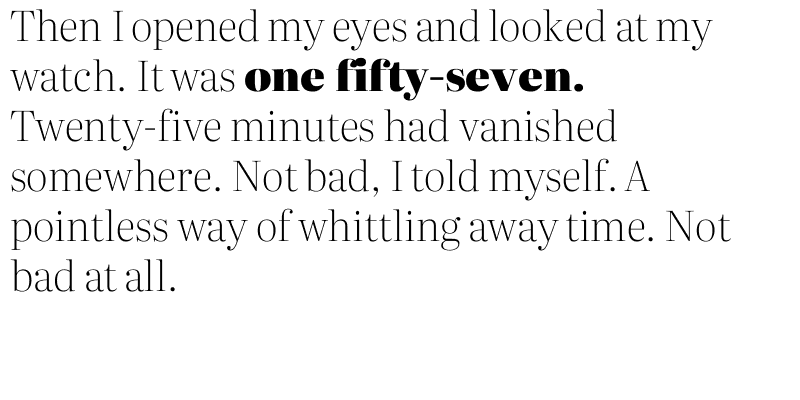 Then I opened my eyes and looked at my
watch. It was one fifty-seven.
Twenty-five minutes had vanished
somewhere. Not bad, I told myself. A
pointless way of whittling away time. Not
bad at all.